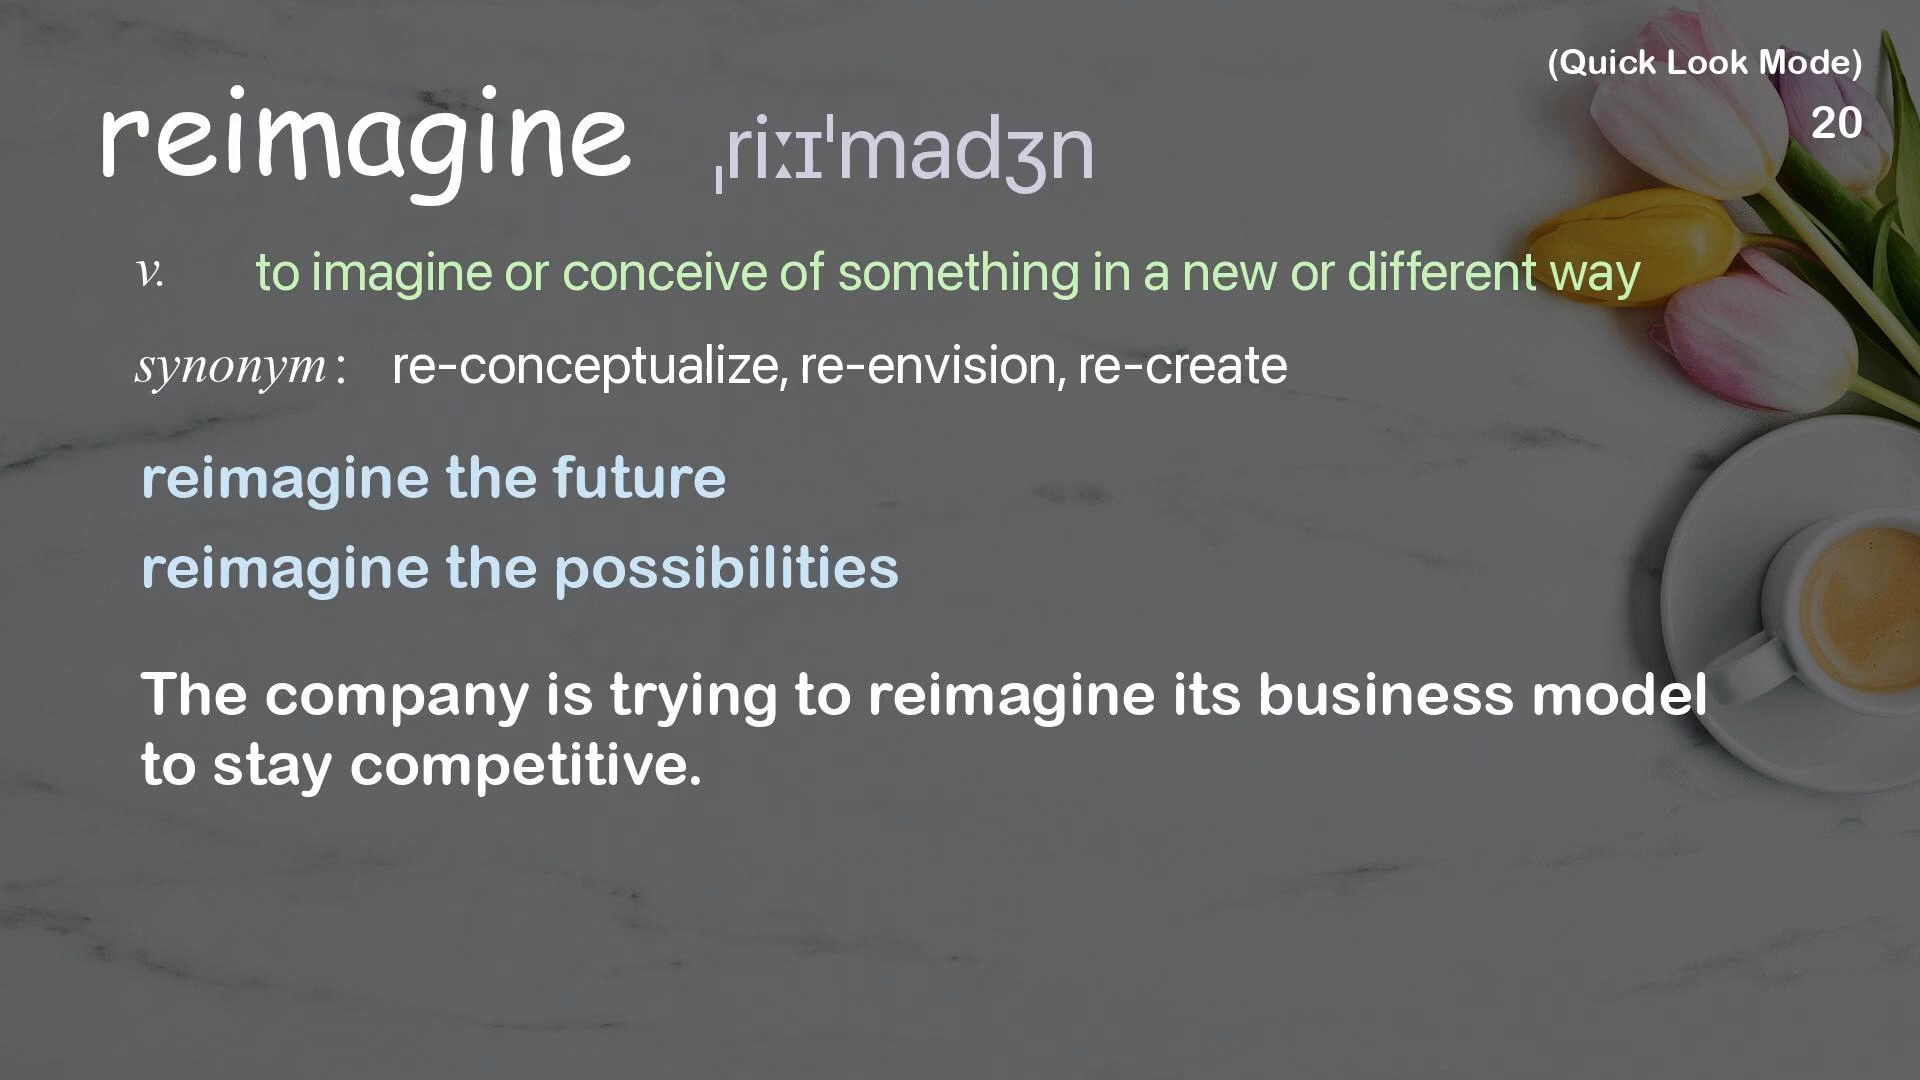 (Quick Look Mode)
20
reimagine ˌriːɪˈmadʒn
v. to imagine or conceive of something in a new or different way
synonym : re-conceptualize, re-envision, re-create
reimagine the future
reimagine the possibilities
The company is trying to reimagine its business model
to stay competitive.